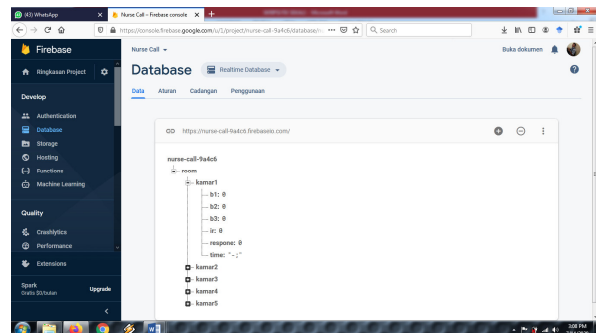 (43) WhatsApp
Nurse Call – Firebase console
https://console.firebase.google.com/u/1/project/nurse-call-9a4c6/database/
Search
Firebase
Nurse Call
Buka dokumen
Ringkasan Project
Database
Realtime Database
Data Aturan Cadangan Penggunaan
Develop
Authentication
Database
Storage
Hosting
Functions
Machine Learning
Quality
Crashlytics
Performance
Extensions
Spark
Gratis $0/bulan
Upgrade
https://nurse-call-9a4c6.firebaseio.com/
nurse-call-9a4c6
room
kamar1
b1: 0
b2: 0
b3: 0
ir: 0
respone: 0
time: "-;"
kamar2
kamar3
kamar4
kamar5
3:08 PM